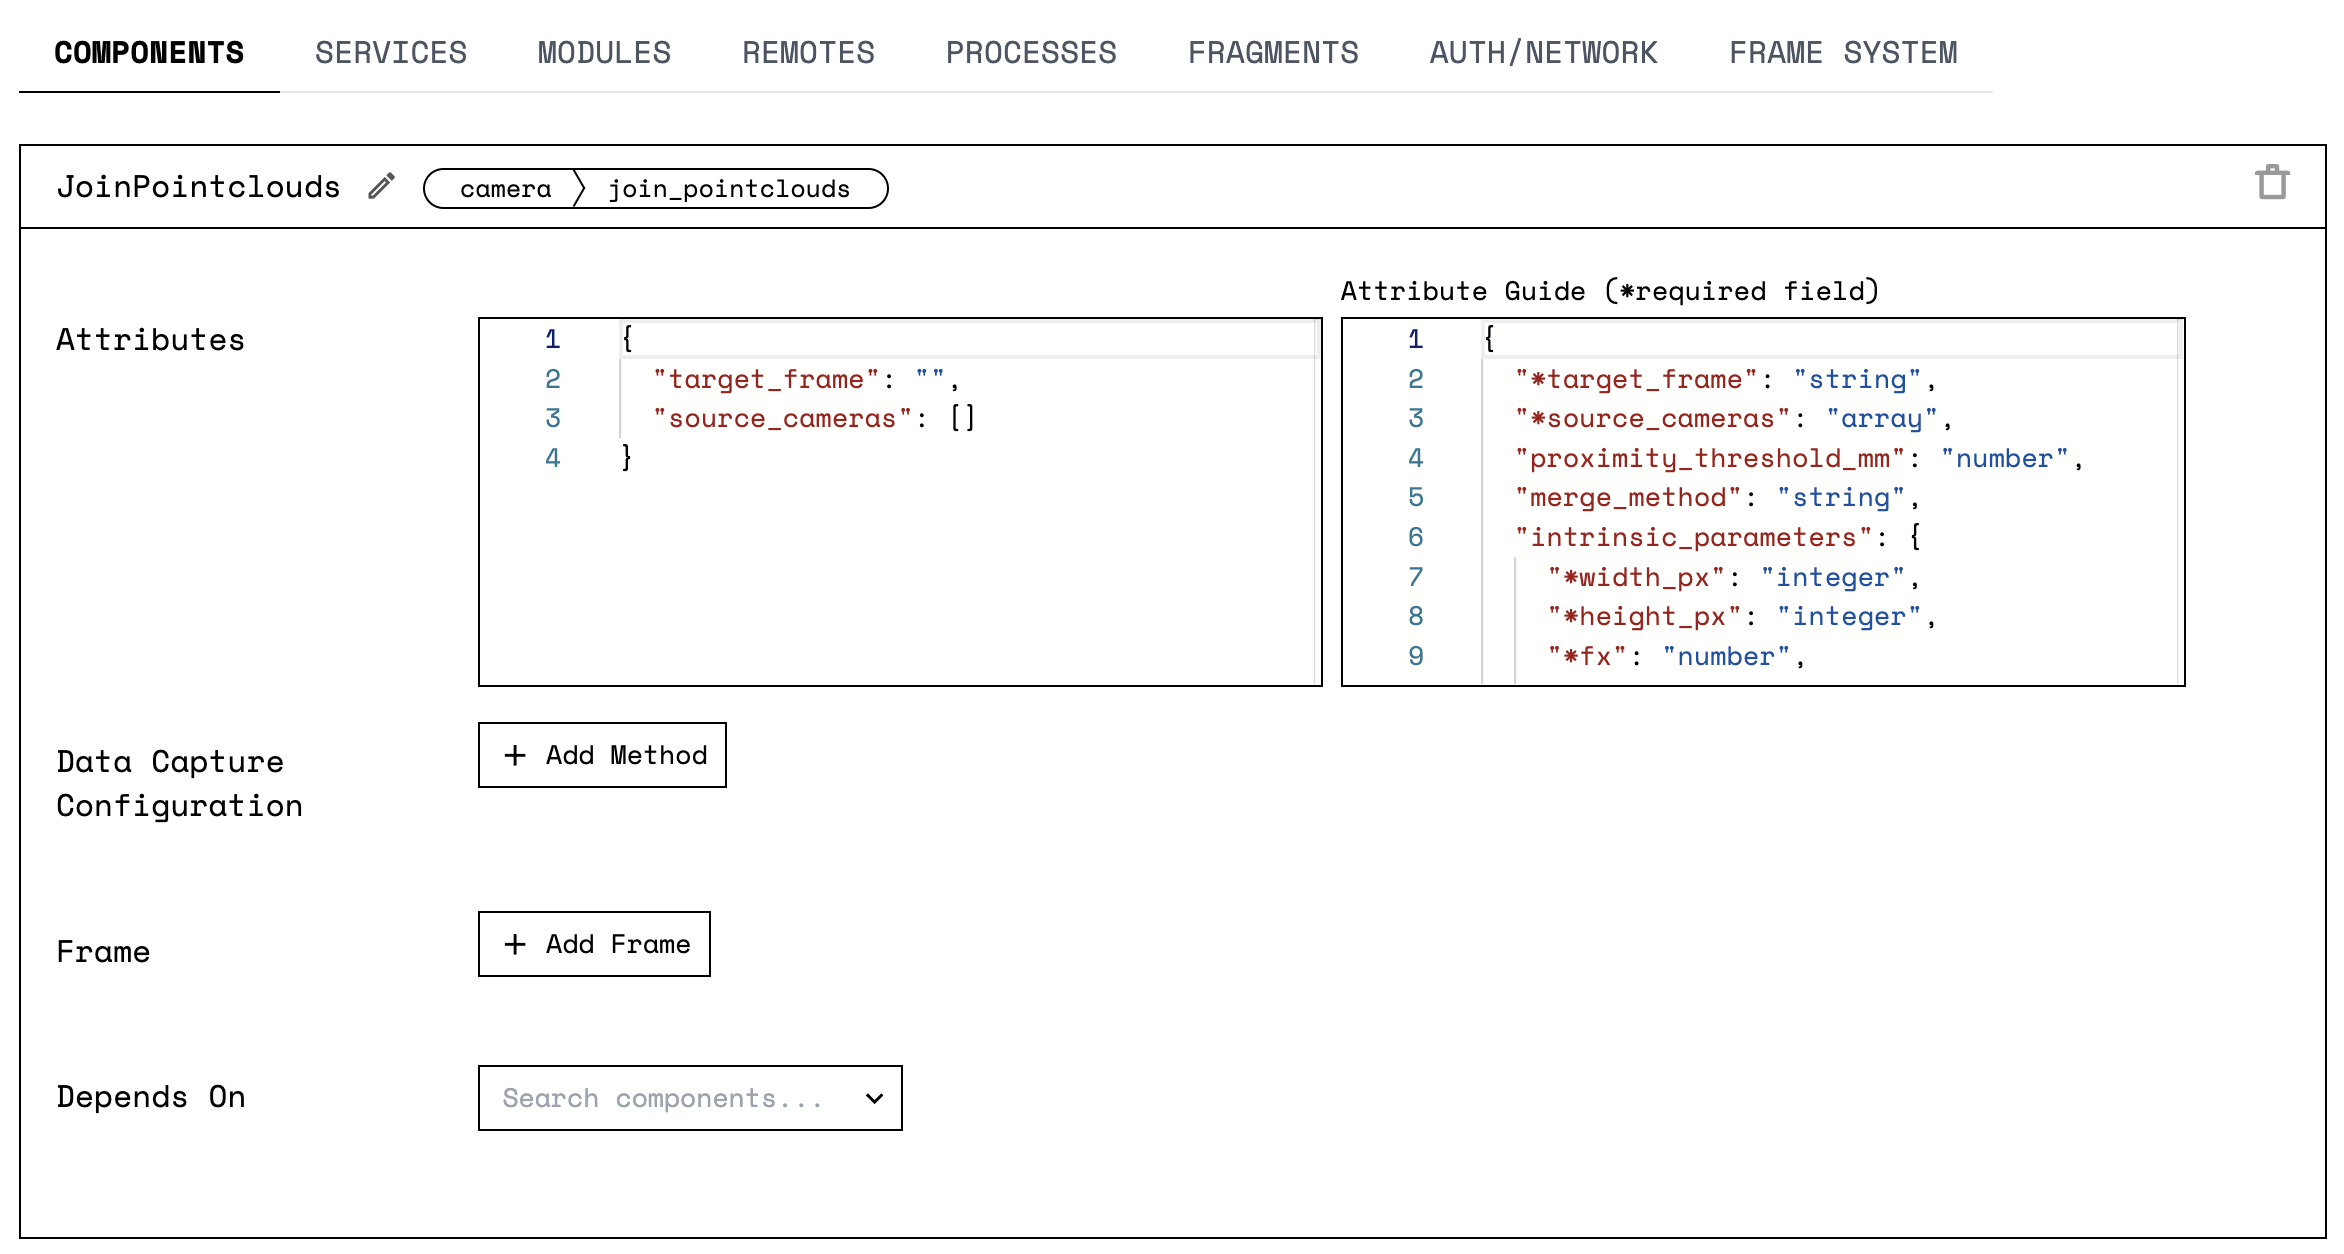 COMPONENTS SERVICES MODULES REMOTES PROCESSES FRAGMENTS AUTH/NETWORK FRAME SYSTEM
JoinPointclouds camera join_pointclouds
Attribute Guide (*required field)
Attributes
1 {
2 "target_frame": "",
3 "source_cameras": []
4 }
1 {
2 "*target_frame": "string",
3 "*source_cameras": "array",
4 "proximity_threshold_mm": "number",
5 "merge_method": "string",
6 "intrinsic_parameters": {
7 "*width_px": "integer",
8 "*height_px": "integer",
9 "*fx": "number",
Data Capture
Configuration
+ Add Method
Frame
+ Add Frame
Depends On
Search components...